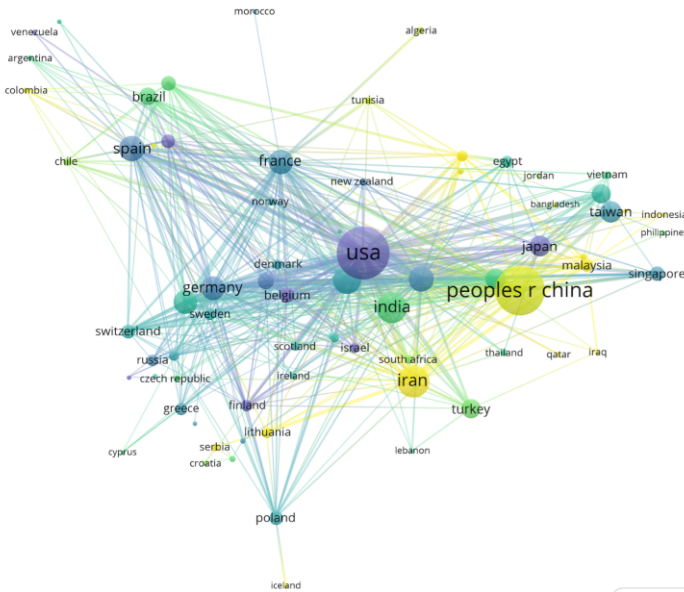 morocco
venezuela
algeria
argentina
colombia
brazil
tunisia
spain
france
chile
egypt
jordan
vietnam
new zealand
norway
bangladesh
taiwan
indonesia
philippine
usa
japan
denmark
malaysia
singapore
germany
belgium
peoples r china
india
sweden
switzerland
scotland
israel
russia
south africa
thailand
qatar
iraq
czech republic
ireland
iran
greece
finland
turkey
lithuania
serbia
cyprus
croatia
lebanon
poland
iceland